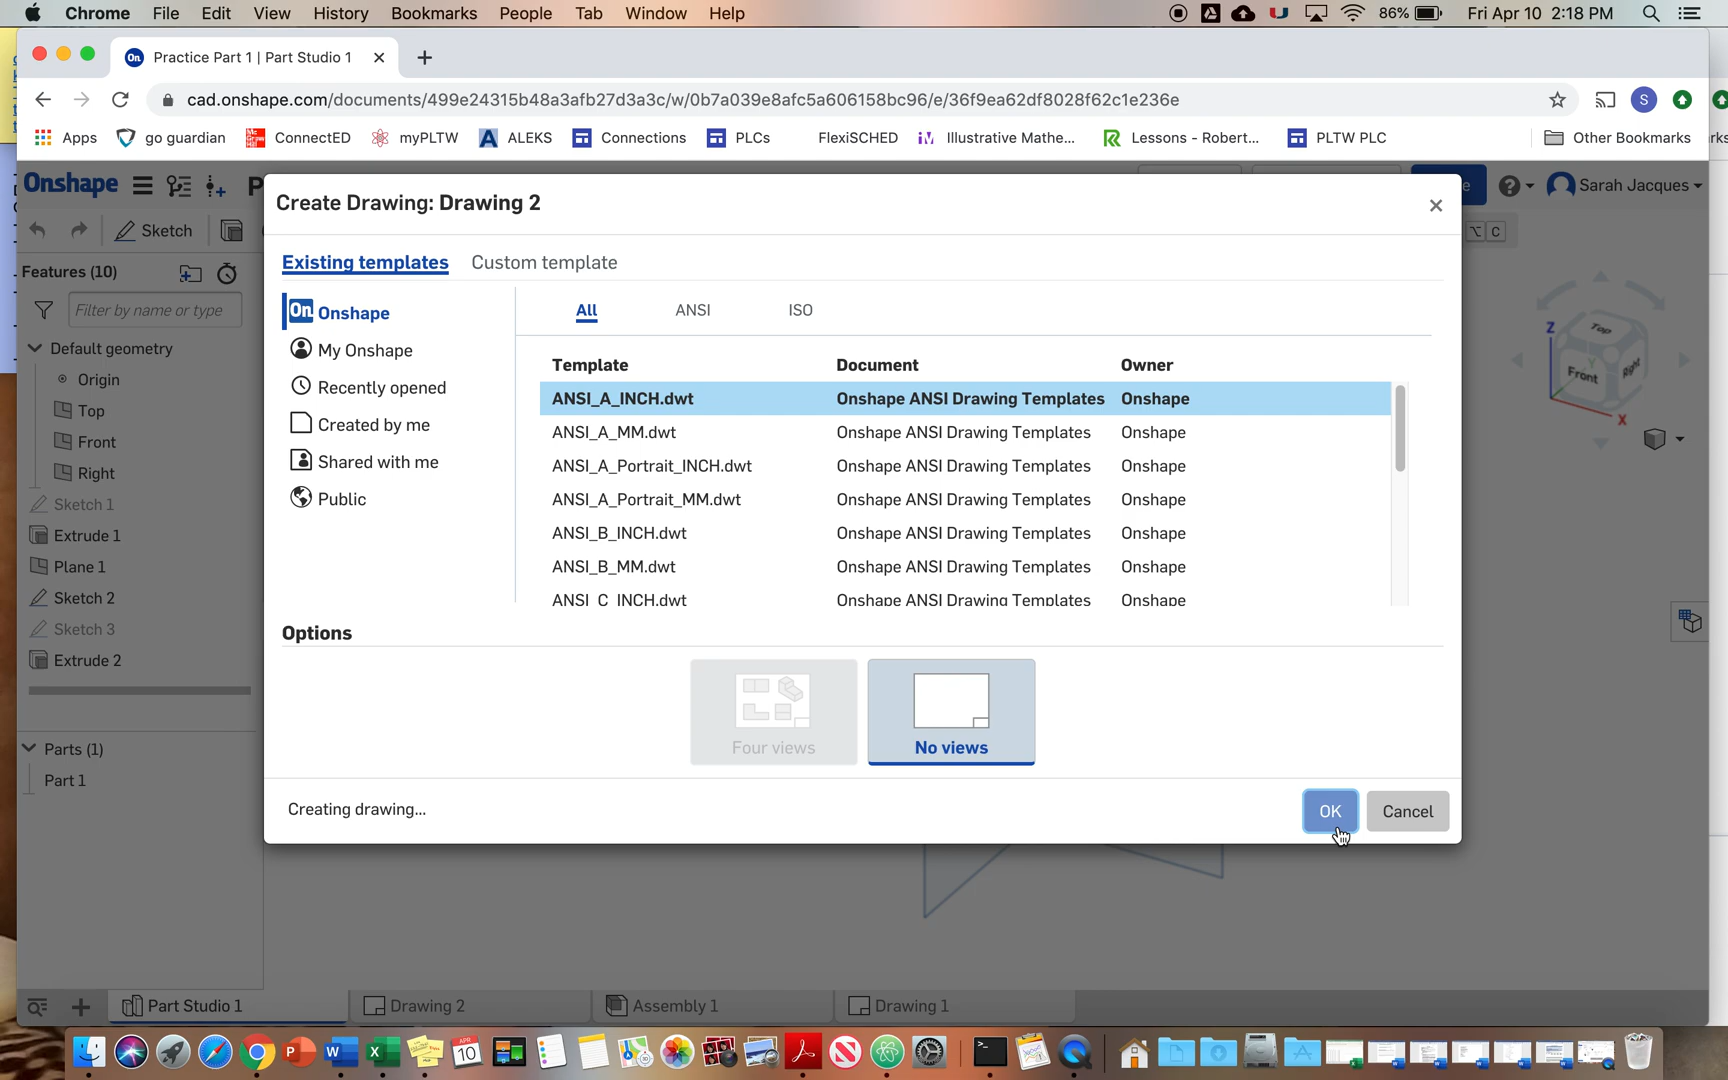 Chrome File Edit View History Bookmarks People Tab Window Help 86% Fri Apr 10 2:18 PM
Practice Part 1 | Part Studio 1
cad.onshape.com/documents/499e24315b48a3afb27d3a3c/w/0b7a039e8afc5a606158bc96/e/36f9ea62df8028f62c1e236e S
Apps go guardian ConnectED myPLTW ALEKS Connections PLCs FlexiSCHED Illustrative Mathe... Lessons - Robert... PLTW PLC Other Bookmarks
Onshape Sarah Jacques
Create Drawing: Drawing 2
Sketch
⌥ C
Existing templates Custom template
Features (10)
Filter by name or type
Default geometry
Origin
Top
Front
Right
Sketch 1
Extrude 1
Plane 1
Sketch 2
Sketch 3
Extrude 2
Parts (1)
Part 1
On Onshape
My Onshape
Recently opened
Created by me
Shared with me
Public
All ANSI ISO
Template Document Owner
ANSI_A_INCH.dwt Onshape ANSI Drawing Templates Onshape
ANSI_A_MM.dwt Onshape ANSI Drawing Templates Onshape
ANSI_A_Portrait_INCH.dwt Onshape ANSI Drawing Templates Onshape
ANSI_A_Portrait_MM.dwt Onshape ANSI Drawing Templates Onshape
ANSI_B_INCH.dwt Onshape ANSI Drawing Templates Onshape
ANSI_B_MM.dwt Onshape ANSI Drawing Templates Onshape
ANSI_C_INCH.dwt Onshape ANSI Drawing Templates Onshape
Options
Four views No views
Creating drawing...
OK Cancel
Top
Front
Right
Z
Y
X
Part Studio 1 Drawing 2 Assembly 1 Drawing 1